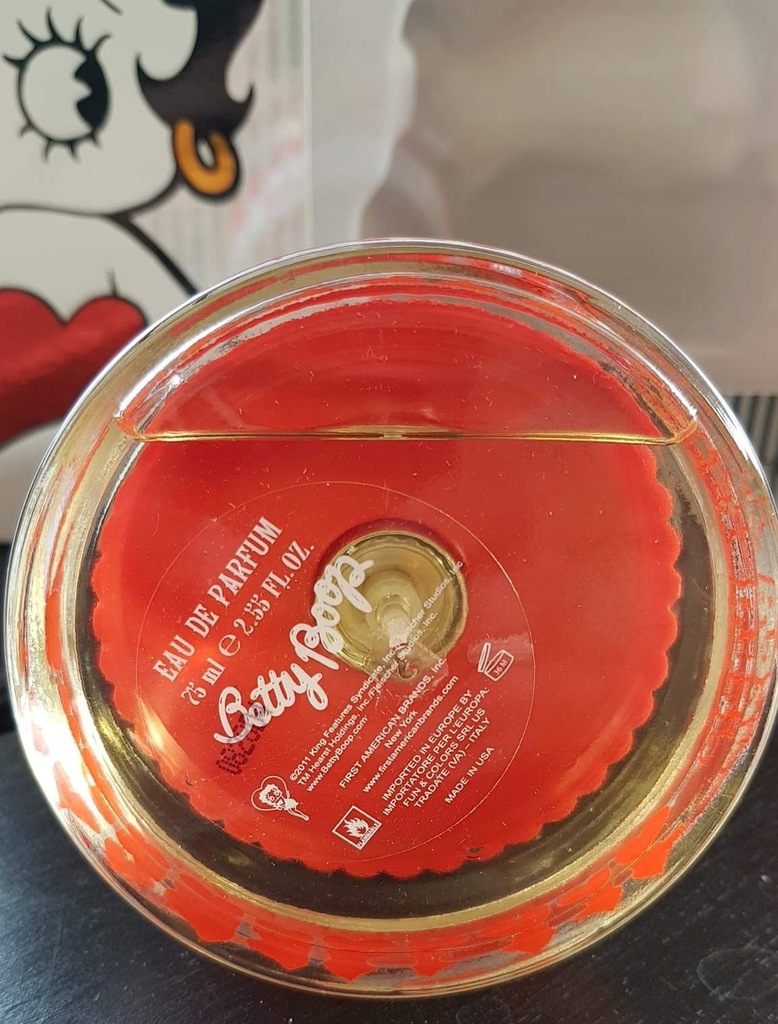 EAU DE PARFUM
75 ml e 2.55 FL. OZ.
Betty Boop
©2011 King Features Syndicate, Inc./Fleischer Studios, Inc.
TM Hearst Holdings, Inc./Fleischer Studios, Inc.
www.BettyBoop.com
FIRST AMERICAN BRANDS, Inc.
New York
www.firstamericanbrands.com
IMPORTED IN EUROPE BY
IMPORTATORE PER L'EUROPA:
FUN & COLORS SRL US
TRADATE (VA) - ITALY
MADE IN USA
36 M